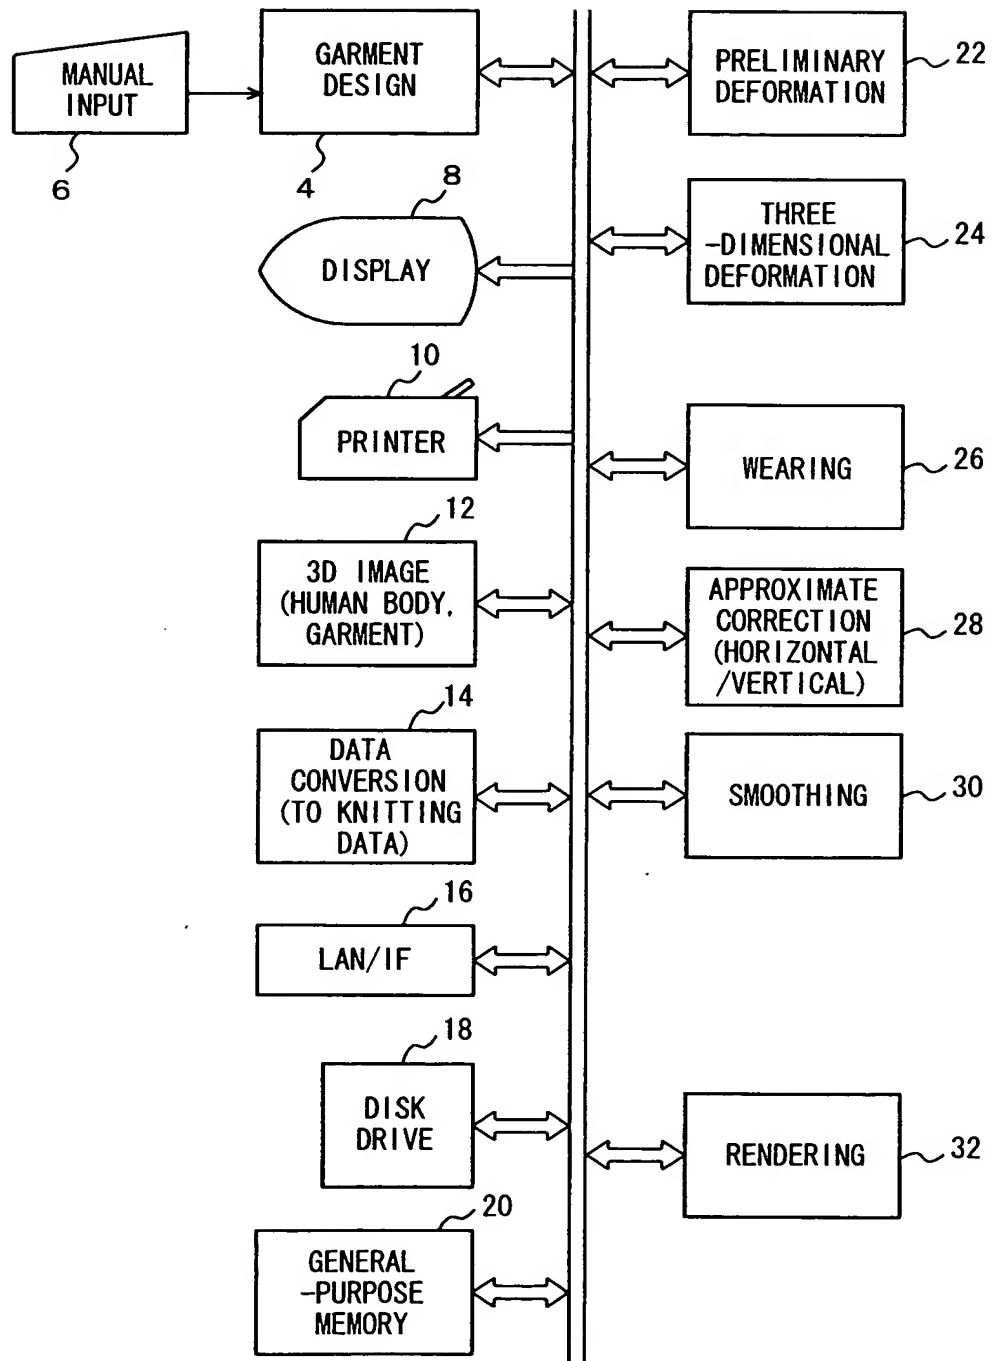 MANUAL
INPUT
6
GARMENT
DESIGN
4
8
DISPLAY
10
PRINTER
12
3D IMAGE
(HUMAN BODY,
GARMENT)
14
DATA
CONVERSION
(TO KNITTING
DATA)
16
LAN/IF
18
DISK
DRIVE
20
GENERAL
-PURPOSE
MEMORY
PRELIMINARY
DEFORMATION
22
THREE
-DIMENSIONAL
DEFORMATION
24
WEARING
26
APPROXIMATE
CORRECTION
(HORIZONTAL
/VERTICAL)
28
SMOOTHING
30
RENDERING
32